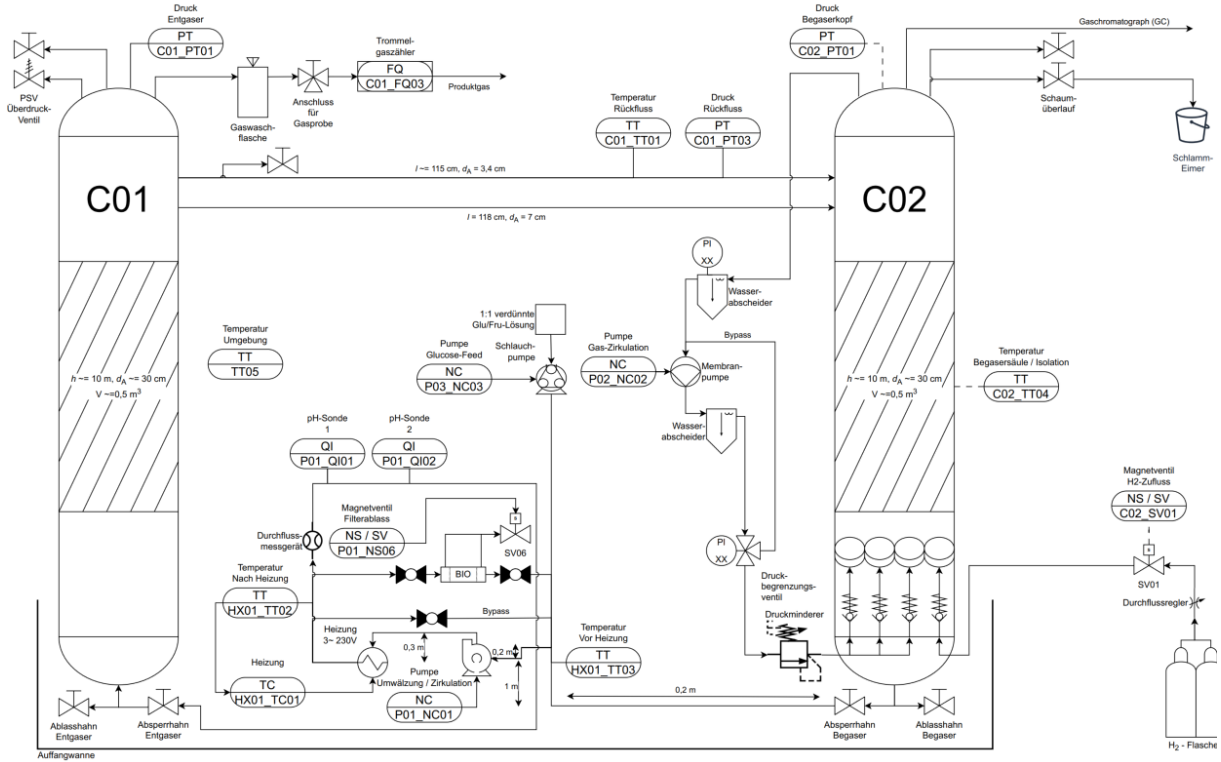 Druck
Entgaser
PT
C01_PT01
PSV
Überdruck-
Ventil
Gaswasch-
flasche
Anschluss
für
Gasprobe
Trommel-
gaszähler
FQ
C01_FQ03
Produktgas
Temperatur
Rückfluss
TT
C01_TT01
Druck
Rückfluss
PT
C01_PT03
Druck
Begaserkopf
PT
C02_PT01
Gaschromatograph (GC)
Schaum-
überlauf
Schlamm-
Eimer
C01
l ~= 115 cm, dA = 3,4 cm
l = 118 cm, dA = 7 cm
C02
PI
XX
Wasser-
abscheider
1:1 verdünnte
Glu/Fru-Lösung
Temperatur
Umgebung
TT
TT05
Pumpe
Glucose-Feed
NC
P03_NC03
Schlauch-
pumpe
Pumpe
Gas-Zirkulation
NC
P02_NC02
Bypass
Membran-
pumpe
Wasser-
abscheider
h ~= 10 m, dA ~= 30 cm
V ~=0,5 m³
h ~= 10 m, dA ~= 30 cm
V ~=0,5 m³
Temperatur
Begasersäule / Isolation
TT
C02_TT04
pH-Sonde
1
QI
P01_QI01
pH-Sonde
2
QI
P01_QI02
Magnetventil
Filterablass
NS / SV
P01_NS06
SV06
Durchfluss-
messgerät
BIO
Temperatur
Nach Heizung
TT
HX01_TT02
Bypass
Heizung
3~ 230V
0,3 m
0,2 m
1 m
Heizung
TC
HX01_TC01
Pumpe
Umwälzung / Zirkulation
NC
P01_NC01
Temperatur
Vor Heizung
TT
HX01_TT03
PI
XX
Druck-
begrenzungs-
ventil
Druckminderer
0,2 m
Magnetventil
H2-Zufluss
NS / SV
C02_SV01
SV01
Durchflussregler
H₂ - Flasche
Ablasshahn
Entgaser
Absperrhahn
Entgaser
Absperrhahn
Begaser
Ablasshahn
Begaser
Auffangwanne